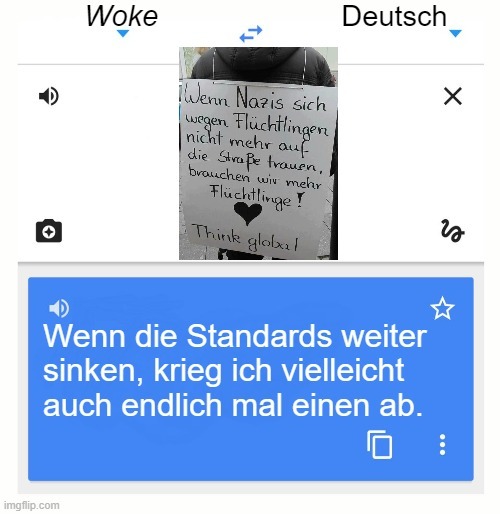 Woke Deutsch
Wenn Nazis sich
wegen Flüchtlingen
nicht mehr auf
die Straße trauen,
brauchen wir mehr
Flüchtlinge!
Think global
Wenn die Standards weiter
sinken, krieg ich vielleicht
auch endlich mal einen ab.
imgflip.com